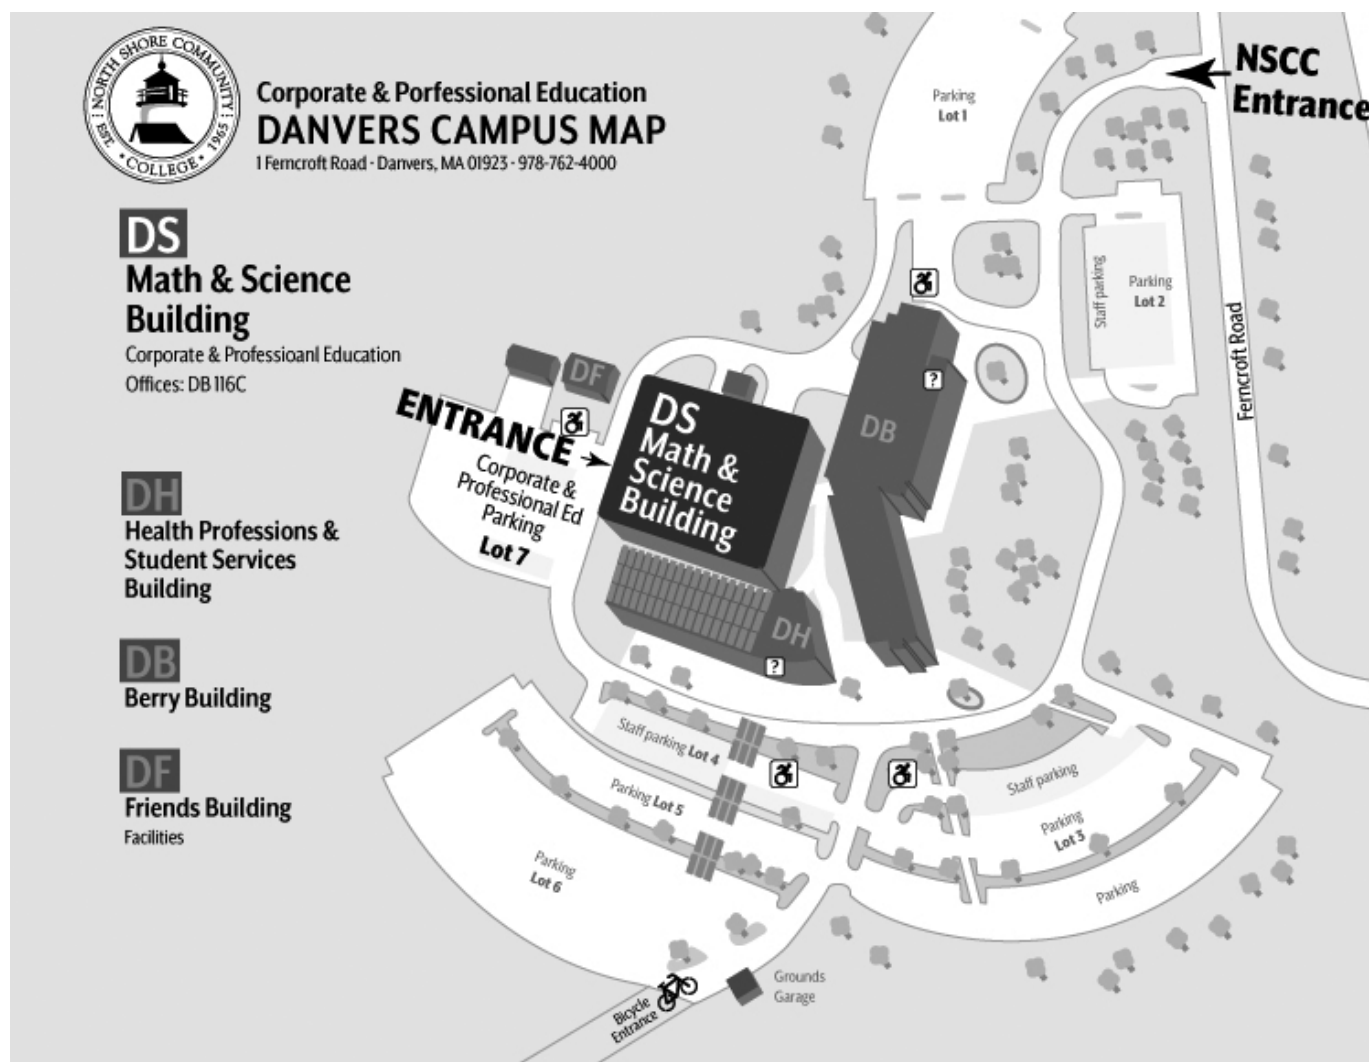 NORTH SHORE COMMUNITY
COLLEGE
EST.
1965
Corporate & Porfessional Education
DANVERS CAMPUS MAP
1 Ferncroft Road - Danvers, MA 01923 - 978-762-4000
NSCC
Entrance
Parking
Lot 1
DS
Math & Science
Building
Corporate & Professioanl Education
Offices: DB 116C
Staff parking
Parking
Lot 2
Ferncroft Road
DF
ENTRANCE
Corporate &
Professional Ed
Parking
Lot 7
DS
Math &
Science
Building
?
DB
DH
Health Professions &
Student Services
Building
DH
?
DB
Berry Building
DF
Friends Building
Facilities
Staff parking Lot 4
Parking Lot 5
Parking
Lot 6
Staff parking
Parking
Lot 3
Parking
Grounds
Garage
Bicycle
Entrance